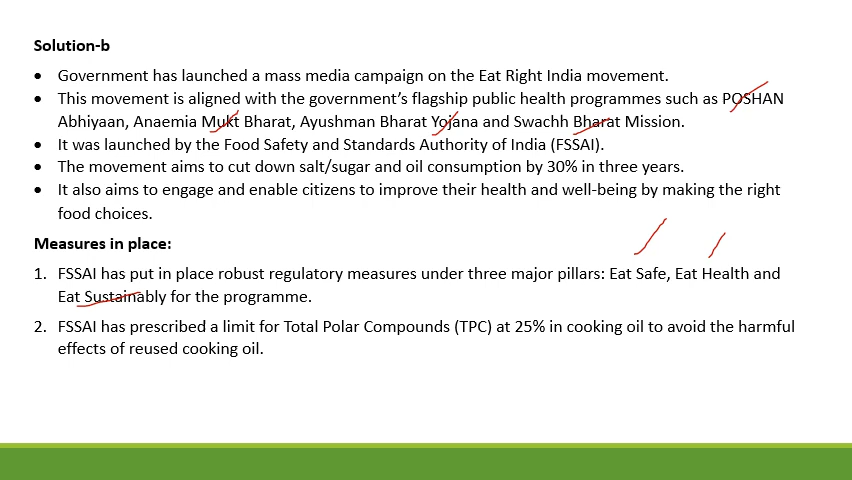 Solution-b
• Government has launched a mass media campaign on the Eat Right India movement.
• This movement is aligned with the government’s flagship public health programmes such as POSHAN
Abhiyaan, Anaemia Mukt Bharat, Ayushman Bharat Yojana and Swachh Bharat Mission.
• It was launched by the Food Safety and Standards Authority of India (FSSAI).
• The movement aims to cut down salt/sugar and oil consumption by 30% in three years.
• It also aims to engage and enable citizens to improve their health and well-being by making the right
food choices.
Measures in place:
1. FSSAI has put in place robust regulatory measures under three major pillars: Eat Safe, Eat Health and
Eat Sustainably for the programme.
2. FSSAI has prescribed a limit for Total Polar Compounds (TPC) at 25% in cooking oil to avoid the harmful
effects of reused cooking oil.